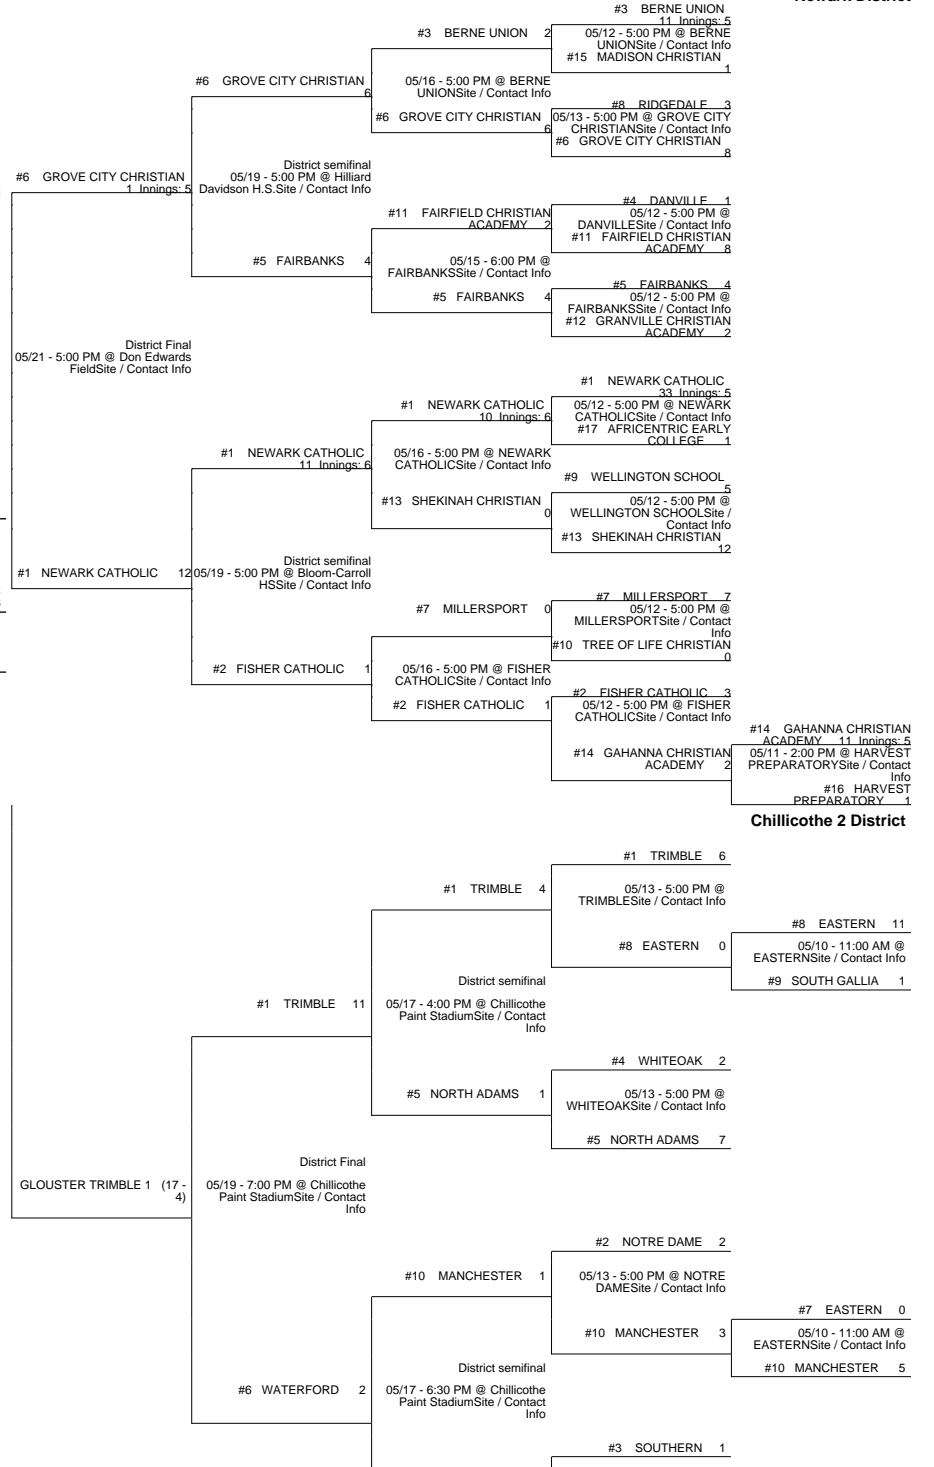 #3 BERNE UNION
11 Innings: 5
#3 BERNE UNION 2
05/12 - 5:00 PM @ BERNE
UNIONSite / Contact Info
#15 MADISON CHRISTIAN
1
#6 GROVE CITY CHRISTIAN
6
05/16 - 5:00 PM @ BERNE
UNIONSite / Contact Info
#8 RIDGEDALE 3
#6 GROVE CITY CHRISTIAN
6
05/13 - 5:00 PM @ GROVE CITY
CHRISTIANSite / Contact Info
#6 GROVE CITY CHRISTIAN
8
#6 GROVE CITY CHRISTIAN
1 Innings: 5
District semifinal
05/19 - 5:00 PM @ Hilliard
Davidson H.S.Site / Contact Info
#4 DANVILLE 1
#11 FAIRFIELD CHRISTIAN
ACADEMY 2
05/12 - 5:00 PM @
DANVILLESite / Contact Info
#11 FAIRFIELD CHRISTIAN
ACADEMY 8
#5 FAIRBANKS 4
05/15 - 6:00 PM @
FAIRBANKSSite / Contact Info
#5 FAIRBANKS 4
#5 FAIRBANKS 4
05/12 - 5:00 PM @
FAIRBANKSSite / Contact Info
#12 GRANVILLE CHRISTIAN
ACADEMY 2
District Final
05/21 - 5:00 PM @ Don Edwards
FieldSite / Contact Info
#1 NEWARK CATHOLIC
33 Innings: 5
#1 NEWARK CATHOLIC
10 Innings: 6
05/12 - 5:00 PM @ NEWARK
CATHOLICSite / Contact Info
#17 AFRICENTRIC EARLY
COLLEGE 1
#1 NEWARK CATHOLIC
11 Innings: 6
05/16 - 5:00 PM @ NEWARK
CATHOLICSite / Contact Info
#9 WELLINGTON SCHOOL
5
#13 SHEKINAH CHRISTIAN
0
05/12 - 5:00 PM @
WELLINGTON SCHOOLSite /
Contact Info
#13 SHEKINAH CHRISTIAN
12
#1 NEWARK CATHOLIC 12
District semifinal
05/19 - 5:00 PM @ Bloom-Carroll
HSSite / Contact Info
#7 MILLERSPORT 7
#7 MILLERSPORT 0
05/12 - 5:00 PM @
MILLERSPORTSite / Contact
Info
#10 TREE OF LIFE CHRISTIAN
0
#2 FISHER CATHOLIC 1
05/16 - 5:00 PM @ FISHER
CATHOLICSite / Contact Info
#2 FISHER CATHOLIC 1
#2 FISHER CATHOLIC 3
05/12 - 5:00 PM @ FISHER
CATHOLICSite / Contact Info
#14 GAHANNA CHRISTIAN
ACADEMY 2
#14 GAHANNA CHRISTIAN
ACADEMY 11 Innings: 5
05/11 - 2:00 PM @ HARVEST
PREPARATORYSite / Contact
Info
#16 HARVEST
PREPARATORY 1
Chillicothe 2 District
#1 TRIMBLE 6
#1 TRIMBLE 4
05/13 - 5:00 PM @
TRIMBLESite / Contact Info
#8 EASTERN 11
#8 EASTERN 0
05/10 - 11:00 AM @
EASTERNSite / Contact Info
#9 SOUTH GALLIA 1
#1 TRIMBLE 11
District semifinal
05/17 - 4:00 PM @ Chillicothe
Paint StadiumSite / Contact
Info
#4 WHITEOAK 2
#5 NORTH ADAMS 1
05/13 - 5:00 PM @
WHITEOAKSite / Contact Info
#5 NORTH ADAMS 7
GLOUSTER TRIMBLE 1 (17 -
4)
District Final
05/19 - 7:00 PM @ Chillicothe
Paint StadiumSite / Contact
Info
#2 NOTRE DAME 2
#10 MANCHESTER 1
05/13 - 5:00 PM @ NOTRE
DAMESite / Contact Info
#7 EASTERN 0
#10 MANCHESTER 3
05/10 - 11:00 AM @
EASTERNSite / Contact Info
#10 MANCHESTER 5
#6 WATERFORD 2
District semifinal
05/17 - 6:30 PM @ Chillicothe
Paint StadiumSite / Contact
Info
#3 SOUTHERN 1